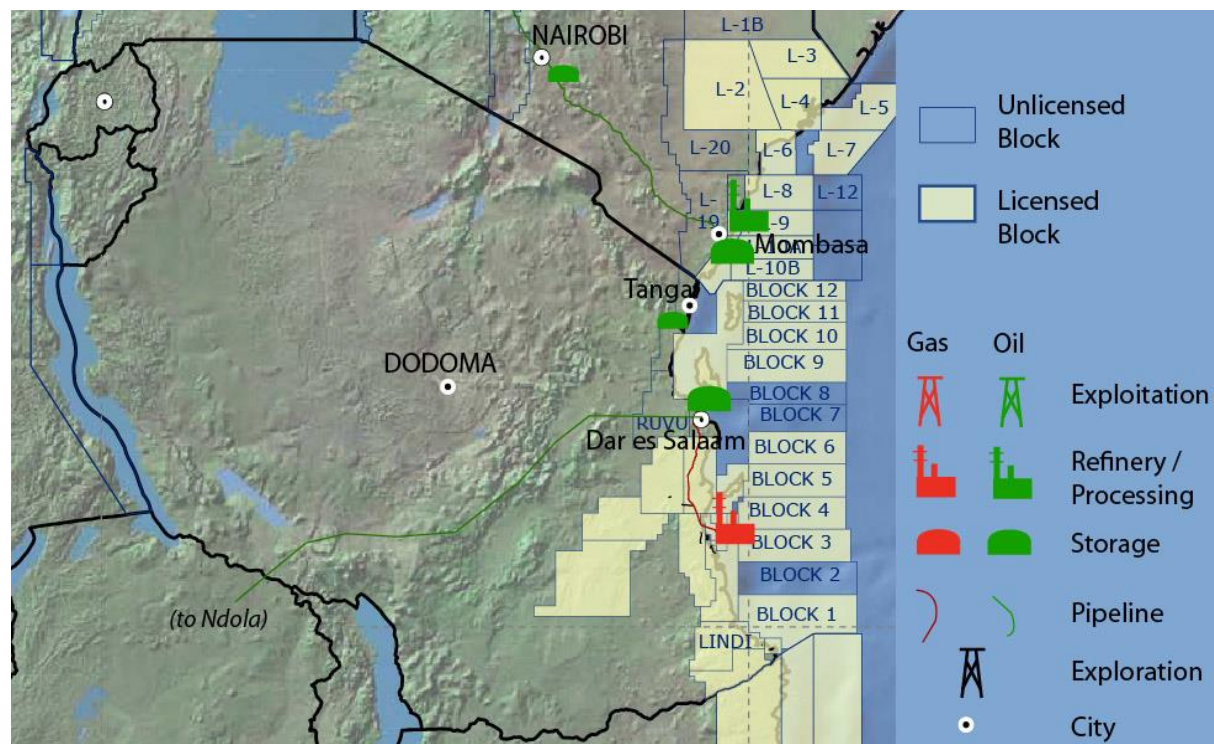 NAIROBI
L-1B
L-3
L-2
L-4
L-5
L-20
L-6
L-7
L-8
L-12
L-
19
L-9
Mombasa
L-10B
Tanga
BLOCK 12
BLOCK 11
BLOCK 10
BLOCK 9
DODOMA
BLOCK 8
BLOCK 7
RUVU
Dar es Salaam
BLOCK 6
BLOCK 5
BLOCK 4
BLOCK 3
BLOCK 2
BLOCK 1
(to Ndola)
LINDI
Unlicensed
Block
Licensed
Block
Gas Oil
Exploitation
Refinery /
Processing
Storage
Pipeline
Exploration
City